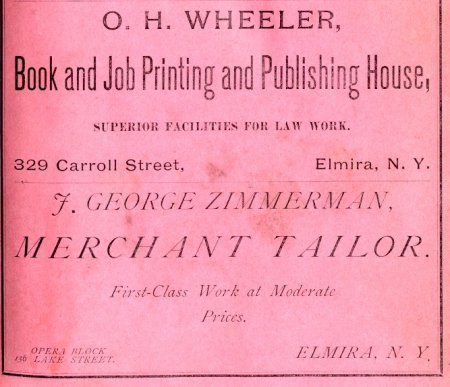 O. H. WHEELER,
Book and Job Printing and Publishing House,
SUPERIOR FACILITIES FOR LAW WORK.
329 Carroll Street, Elmira, N. Y.
J. GEORGE ZIMMERMAN,
MERCHANT TAILOR.
First-Class Work at Moderate
Prices.
OPERA BLOCK
136 LAKE STREET. ELMIRA, N. Y.